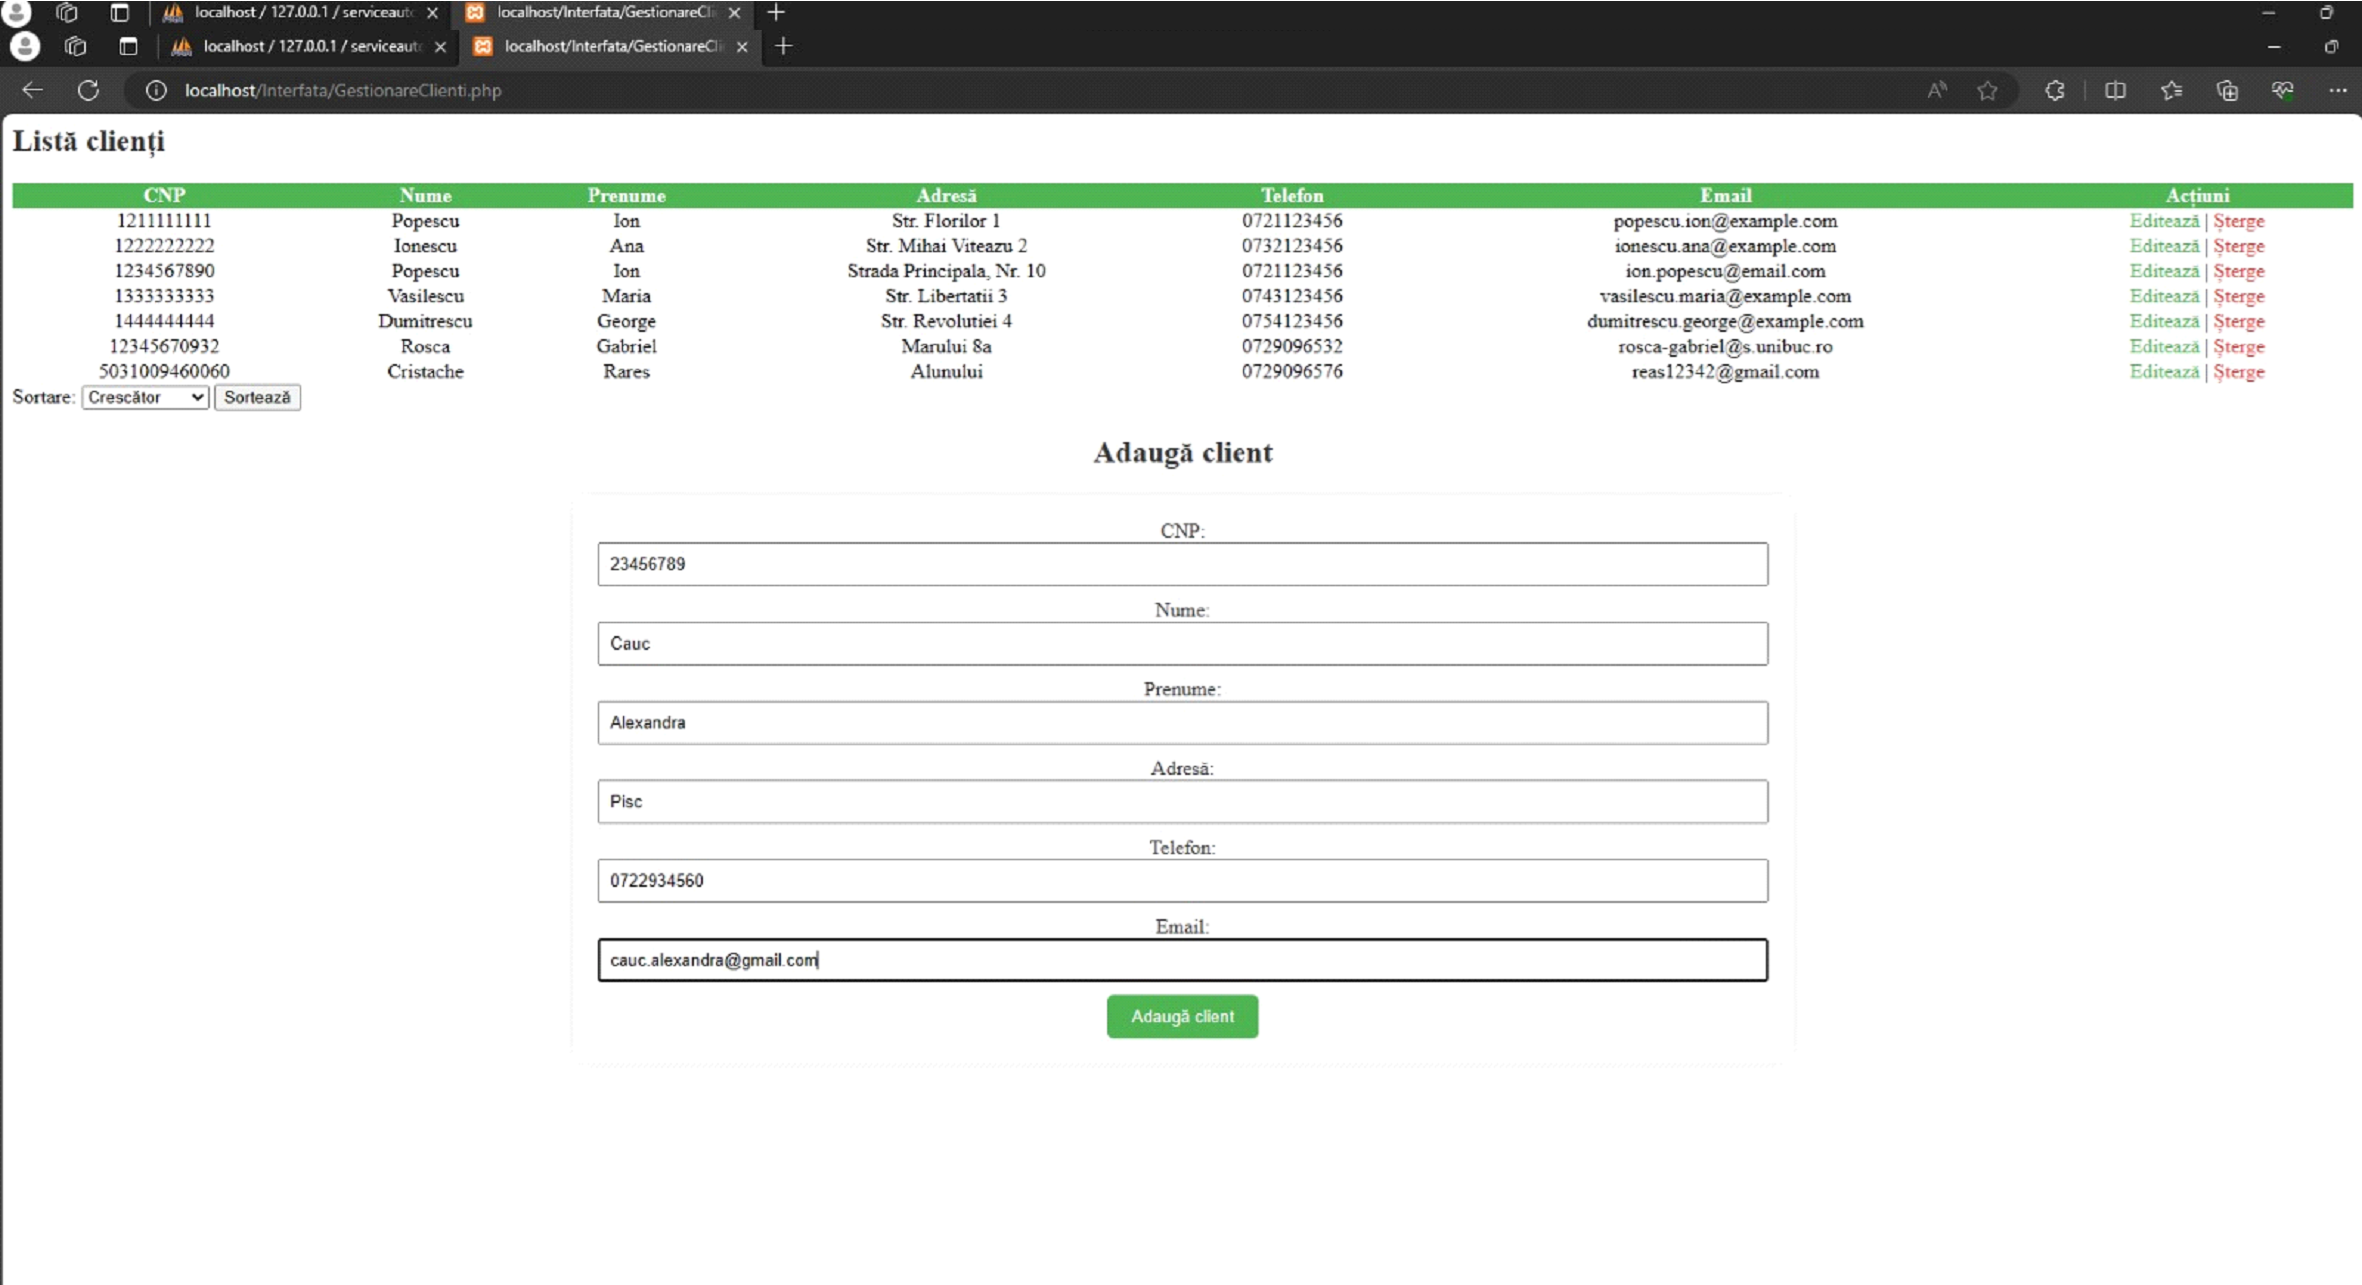 localhost / 127.0.0.1 / serviceaut localhost/Interfata/GestionareCli
localhost / 127.0.0.1 / serviceaut localhost/Interfata/GestionareCli
localhost/Interfata/GestionareClienti.php
Listă clienți
CNP Nume Prenume Adresă Telefon Email Acțiuni
1211111111 Popescu Ion Str. Florilor 1 0721123456 popescu.ion@example.com Editează | Șterge
1222222222 Ionescu Ana Str. Mihai Viteazu 2 0732123456 ionescu.ana@example.com Editează | Șterge
1234567890 Popescu Ion Strada Principala, Nr. 10 0721123456 ion.popescu@email.com Editează | Șterge
1333333333 Vasilescu Maria Str. Libertatii 3 0743123456 vasilescu.maria@example.com Editează | Șterge
1444444444 Dumitrescu George Str. Revolutiei 4 0754123456 dumitrescu.george@example.com Editează | Șterge
12345670932 Rosca Gabriel Marului 8a 0729096532 rosca-gabriel@s.unibuc.ro Editează | Șterge
5031009460060 Cristache Rares Alunului 0729096576 reas12342@gmail.com Editează | Șterge
Sortare: Crescător Sortează
Adaugă client
CNP:
23456789
Nume:
Cauc
Prenume:
Alexandra
Adresă:
Pisc
Telefon:
0722934560
Email:
cauc.alexandra@gmail.com
Adaugă client